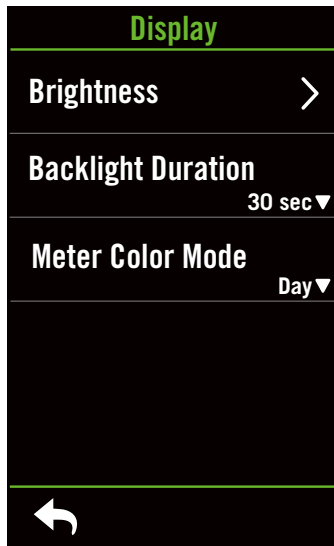 Display
Brightness
Backlight Duration
30 sec▼
Meter Color Mode
Day▼